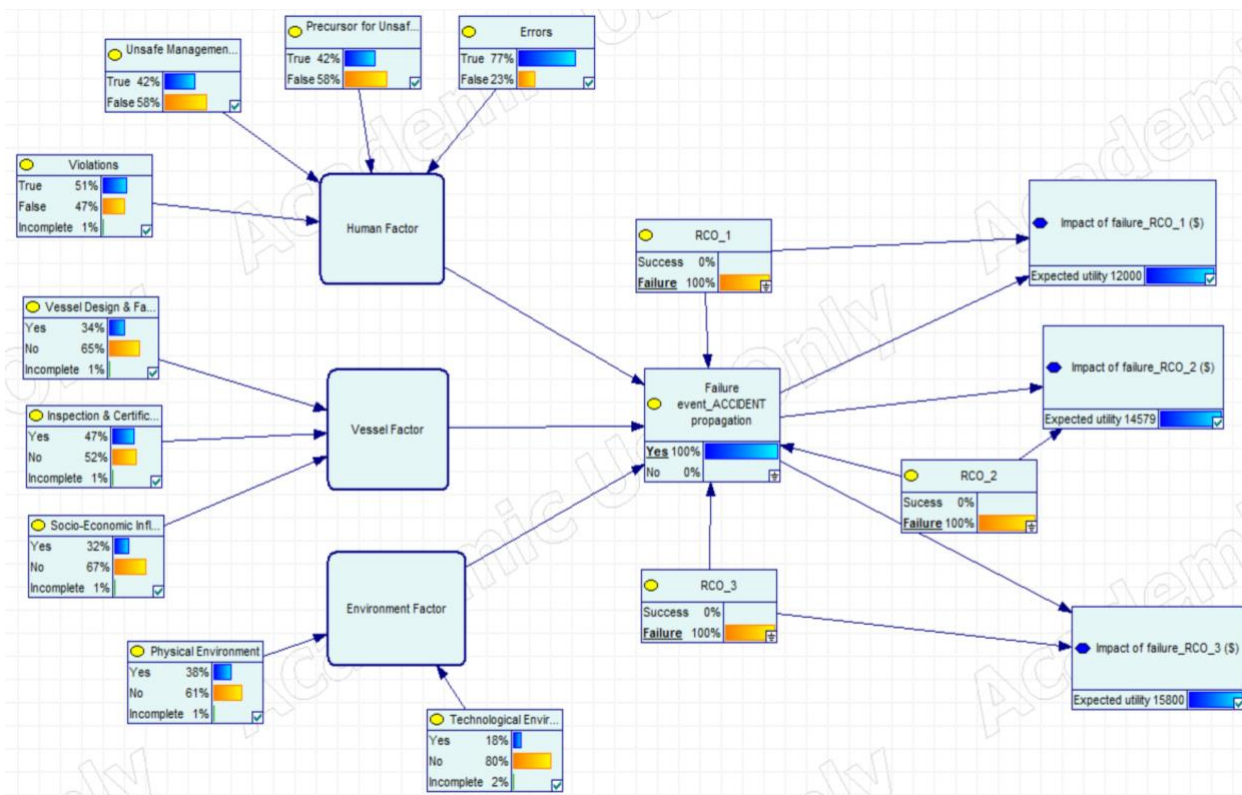 Unsafe Managemen...
True 42%
False 58%
Precursor for Unsaf...
True 42%
False 58%
Errors
True 77%
False 23%
Violations
True 51%
False 47%
Incomplete 1%
Human Factor
Vessel Design & Fa...
Yes 34%
No 65%
Incomplete 1%
Inspection & Certific...
Yes 47%
No 52%
Incomplete 1%
Socio-Economic Infl...
Yes 32%
No 67%
Incomplete 1%
Vessel Factor
Physical Environment
Yes 38%
No 61%
Incomplete 1%
Technological Envir...
Yes 18%
No 80%
Incomplete 2%
Environment Factor
RCO_1
Success 0%
Failure 100%
Failure
event_ACCIDENT
propagation
Yes 100%
No 0%
RCO_2
Sucess 0%
Failure 100%
RCO_3
Success 0%
Failure 100%
Impact of failure_RCO_1 ($)
Expected utility 12000
Impact of failure_RCO_2 ($)
Expected utility 14579
Impact of failure_RCO_3 ($)
Expected utility 15800
Academic Use Only